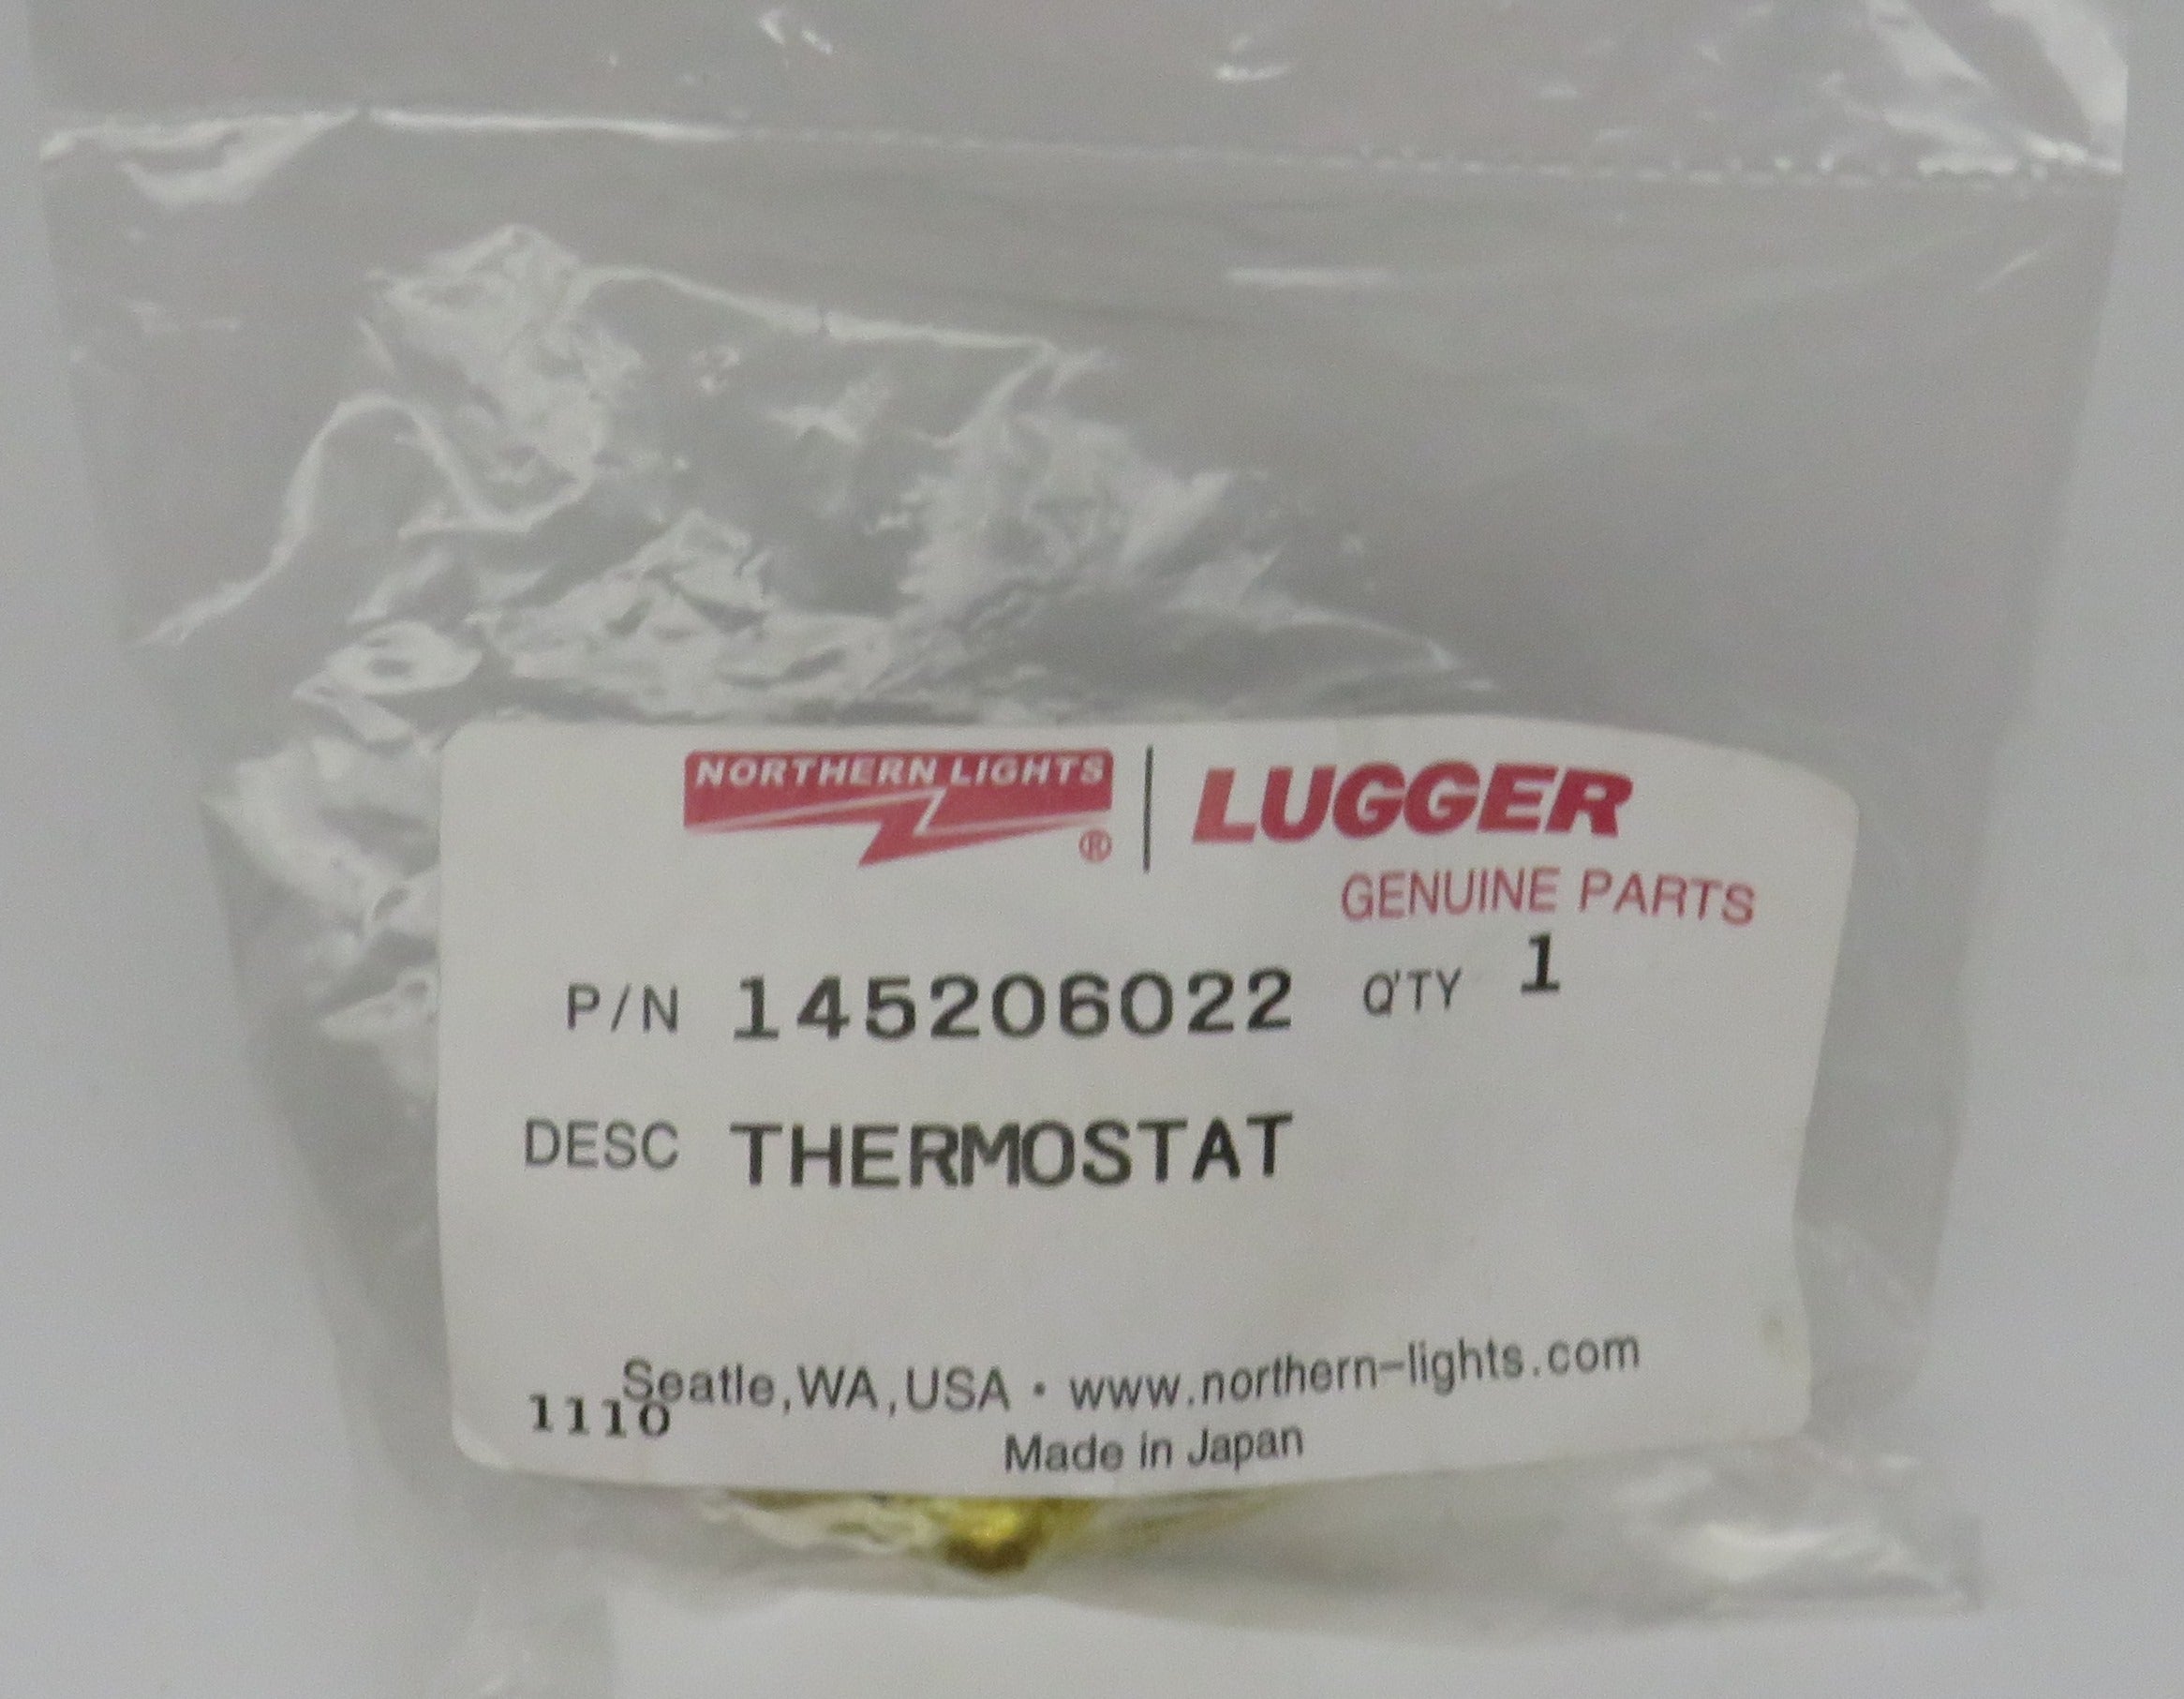 NORTHERN LIGHTS ® | LUGGER
GENUINE PARTS
P/N 145206022 Q'TY 1
DESC THERMOSTAT
Seatle,WA,USA • www.northern-lights.com
1110
Made in Japan